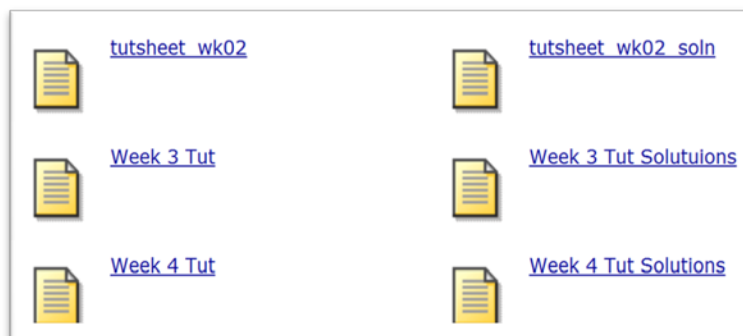 tutsheet_wk02
tutsheet_wk02_soln
Week 3 Tut
Week 3 Tut Solutuions
Week 4 Tut
Week 4 Tut Solutions